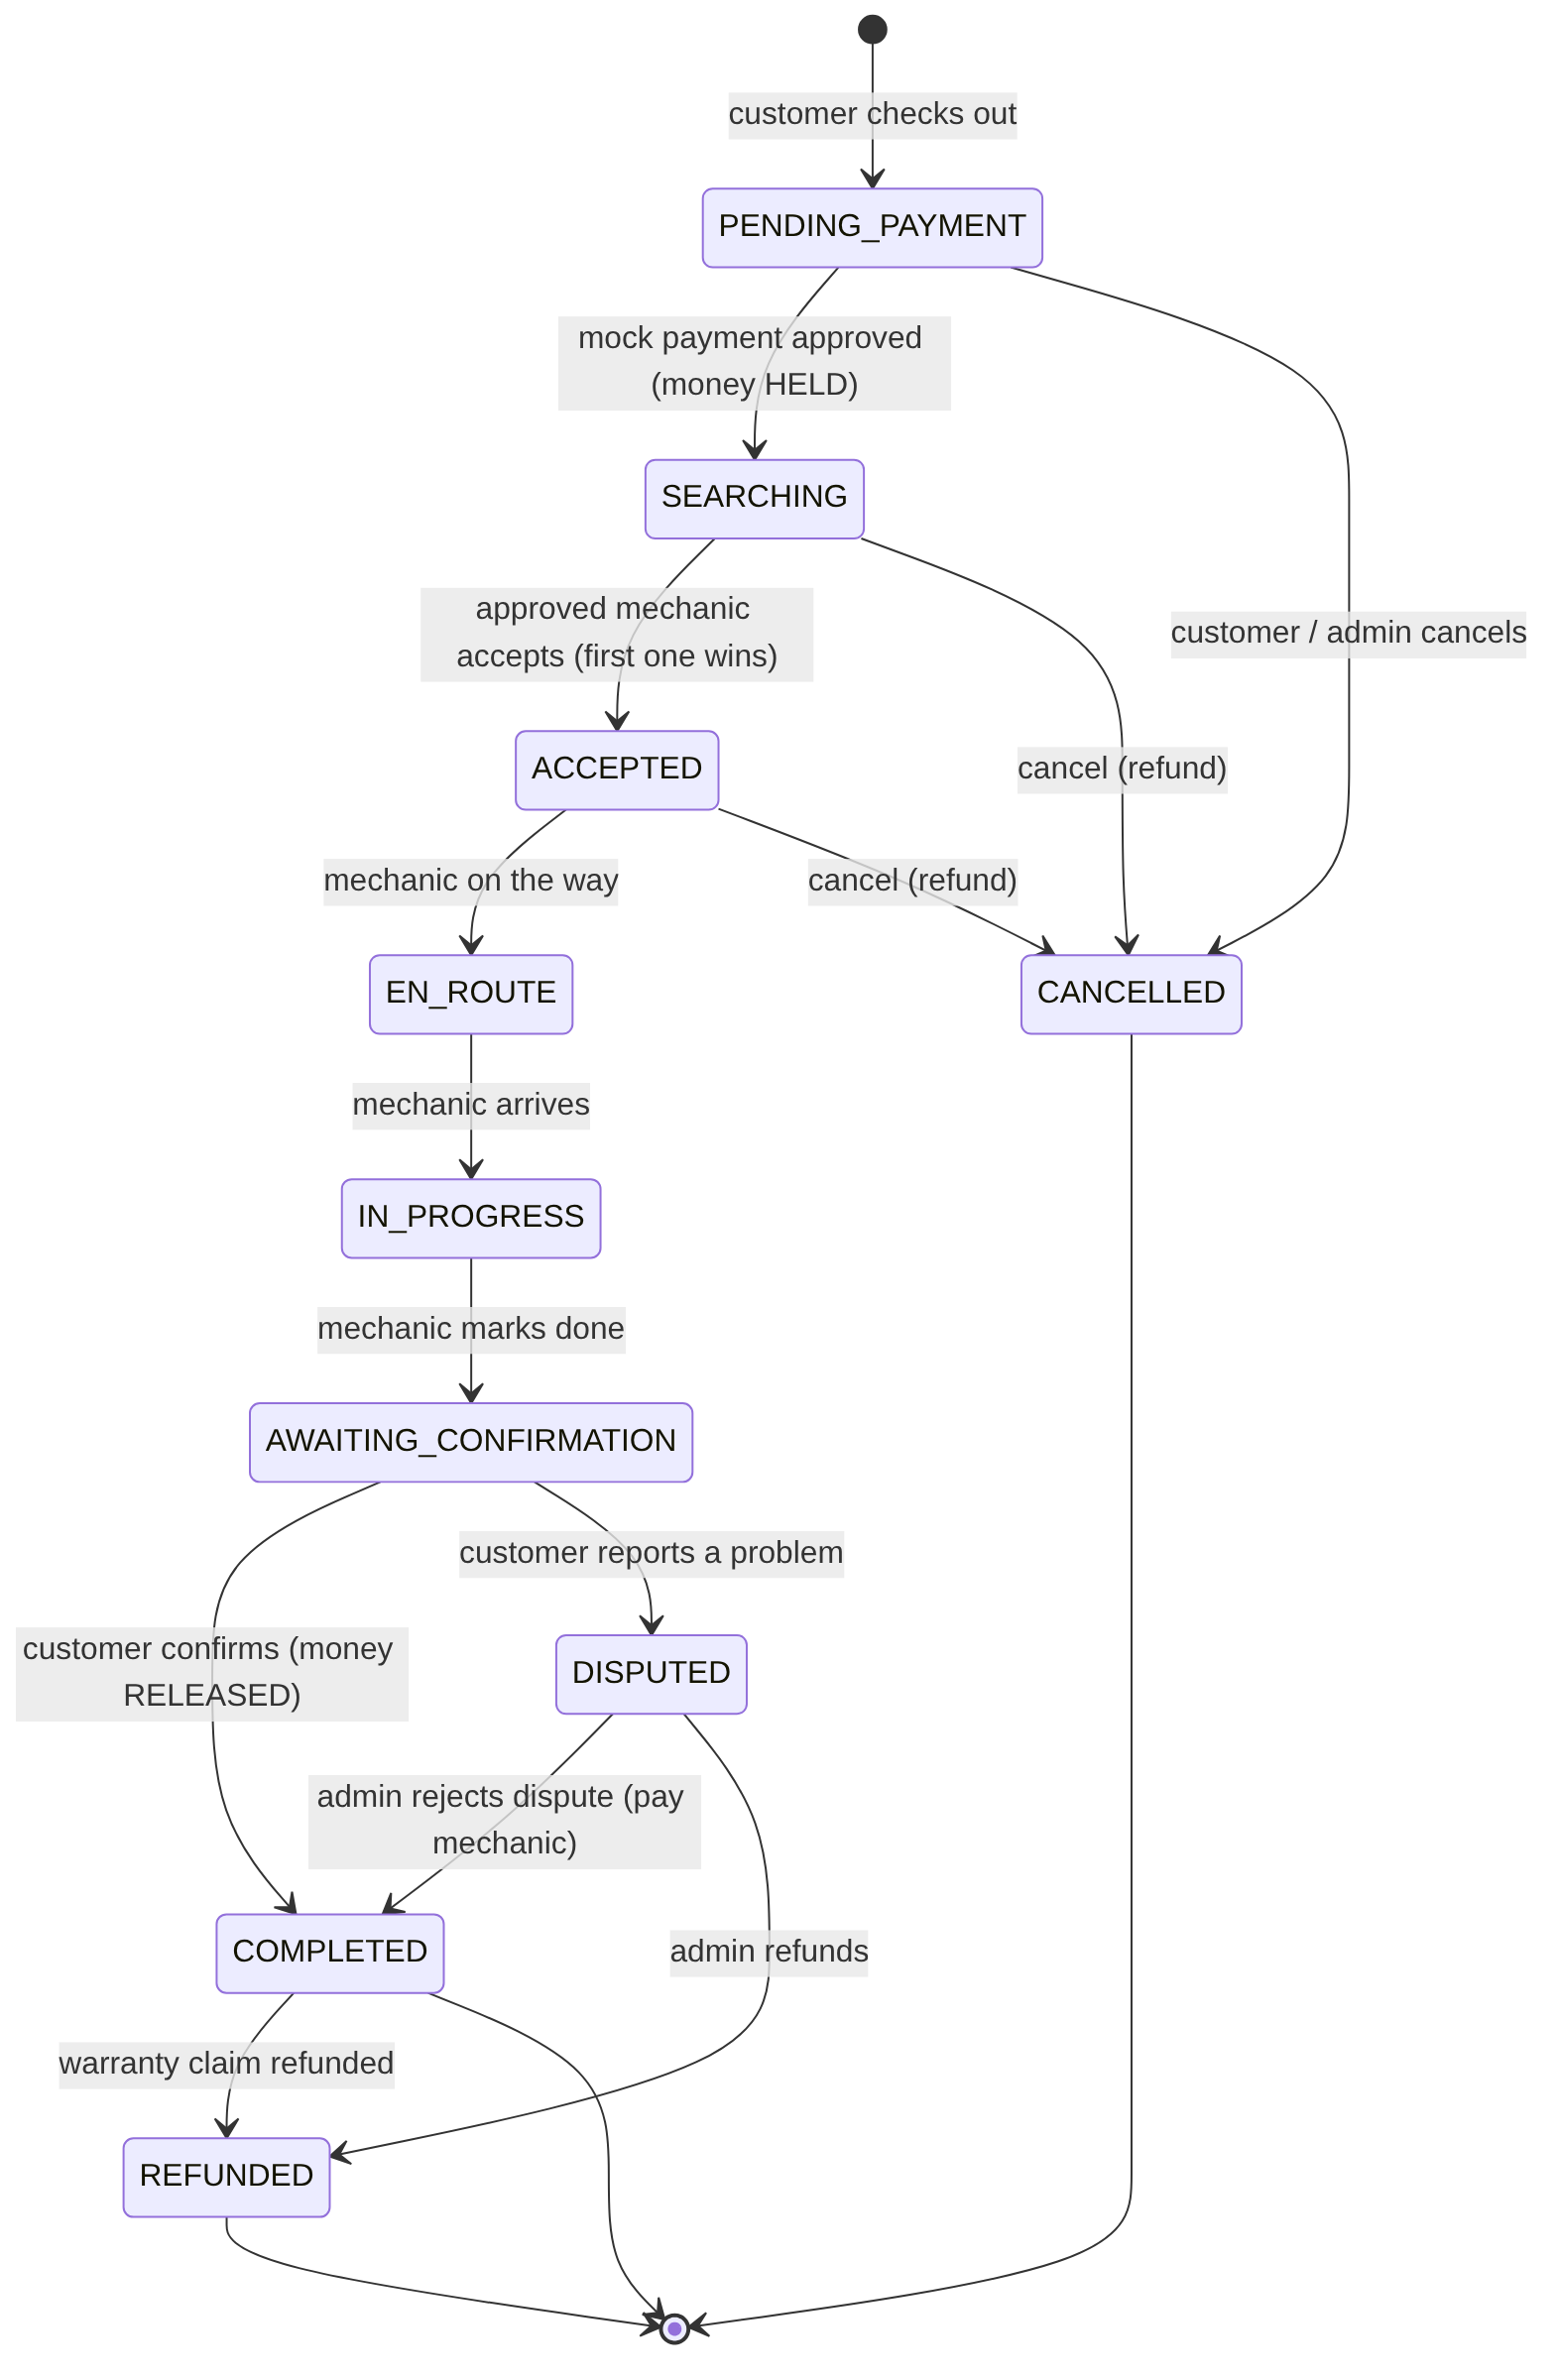 customer checks out
PENDING_PAYMENT
mock payment approved
(money HELD)
SEARCHING
approved mechanic
accepts (first one wins)
customer / admin cancels
ACCEPTED
cancel (refund)
mechanic on the way
cancel (refund)
EN_ROUTE
CANCELLED
mechanic arrives
IN_PROGRESS
mechanic marks done
AWAITING_CONFIRMATION
customer reports a problem
customer confirms (money
RELEASED)
DISPUTED
admin rejects dispute (pay
mechanic)
COMPLETED
admin refunds
warranty claim refunded
REFUNDED